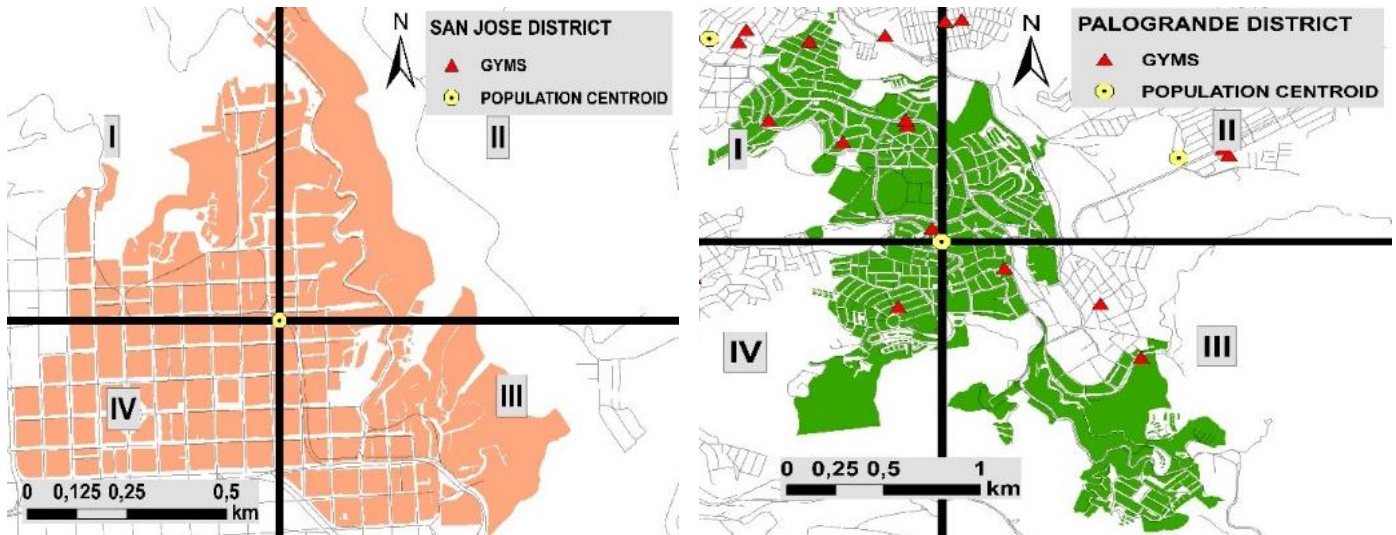 N
SAN JOSE DISTRICT
GYMS
POPULATION CENTROID
I
II
III
IV
0 0,125 0,25 0,5
km
N
PALOGRANDE DISTRICT
GYMS
POPULATION CENTROID
I
II
III
IV
0 0,25 0,5 1
km